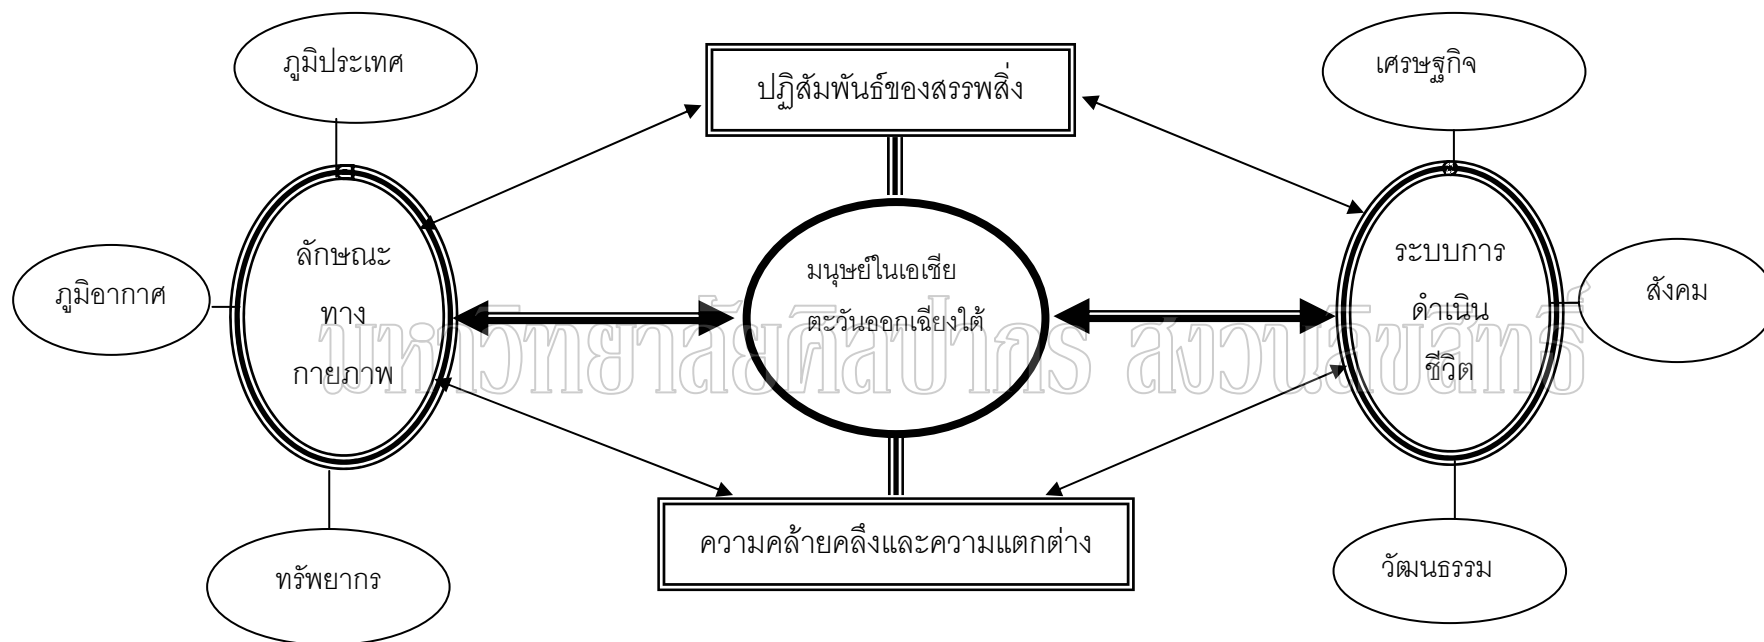 ภูมิประเทศ
ปฏิสัมพันธ์ของสรรพสิ่ง
เศรษฐกิจ
ภูมิอากาศ
ลักษณะ
ทาง
กายภาพ
มนุษย์ในเอเชีย
ตะวันออกเฉียงใต้
ระบบการ
ดำเนิน
ชีวิต
สังคม
มหาวิทยาลัยศิลปากร สงวนลิขสิทธิ์
ทรัพยากร
ความคล้ายคลึงและความแตกต่าง
วัฒนธรรม